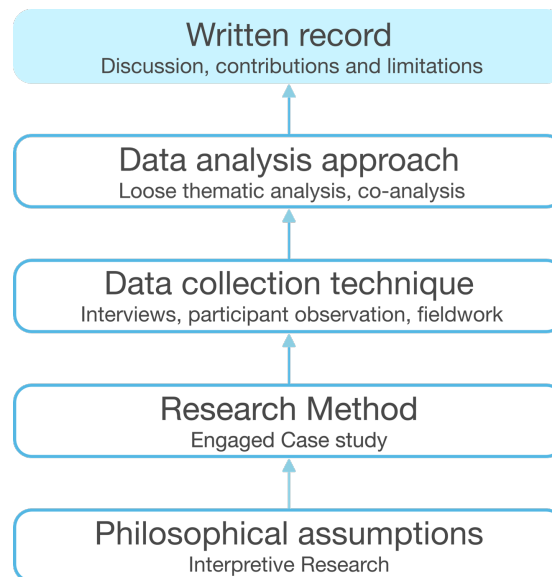 Written record
Discussion, contributions and limitations
Data analysis approach
Loose thematic analysis, co-analysis
Data collection technique
Interviews, participant observation, fieldwork
Research Method
Engaged Case study
Philosophical assumptions
Interpretive Research